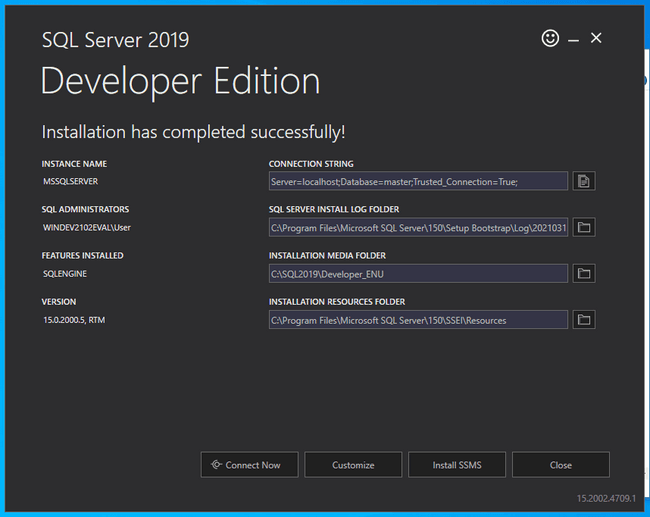 SQL Server 2019
Developer Edition
Installation has completed successfully!
INSTANCE NAME
MSSQLSERVER
CONNECTION STRING
Server=localhost;Database=master;Trusted_Connection=True;
SQL ADMINISTRATORS
WINDEV2102EVAL\User
SQL SERVER INSTALL LOG FOLDER
C:\Program Files\Microsoft SQL Server\150\Setup Bootstrap\Log\2021031
FEATURES INSTALLED
SQLENGINE
INSTALLATION MEDIA FOLDER
C:\SQL2019\Developer_ENU
VERSION
15.0.2000.5, RTM
INSTALLATION RESOURCES FOLDER
C:\Program Files\Microsoft SQL Server\150\SSEI\Resources
Connect Now
Customize
Install SSMS
Close
15.2002.4709.1